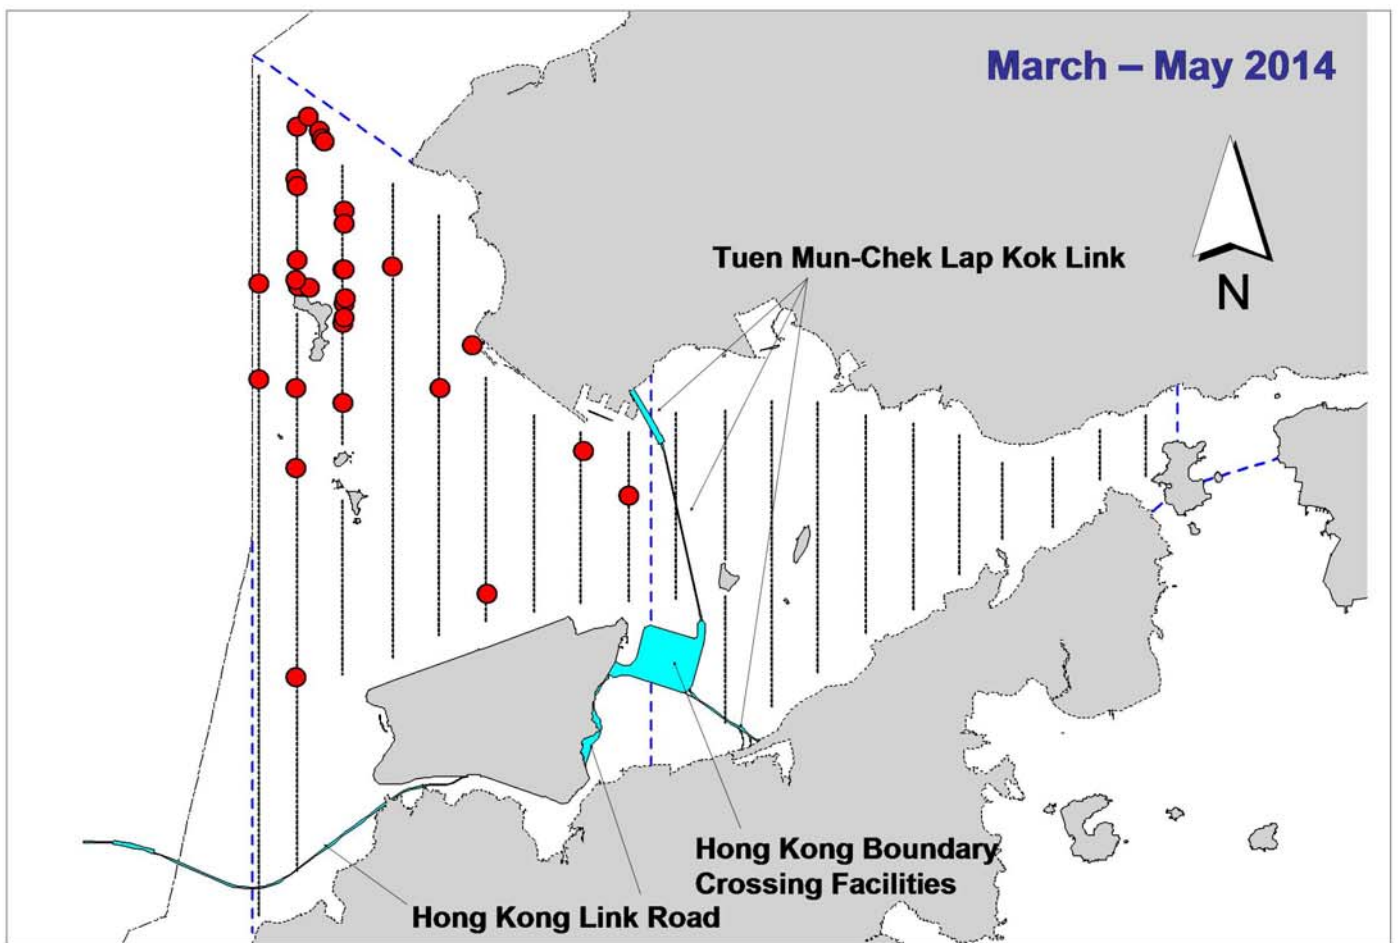 March – May 2014
Tuen Mun-Chek Lap Kok Link
N
Hong Kong Boundary
Crossing Facilities
Hong Kong Link Road